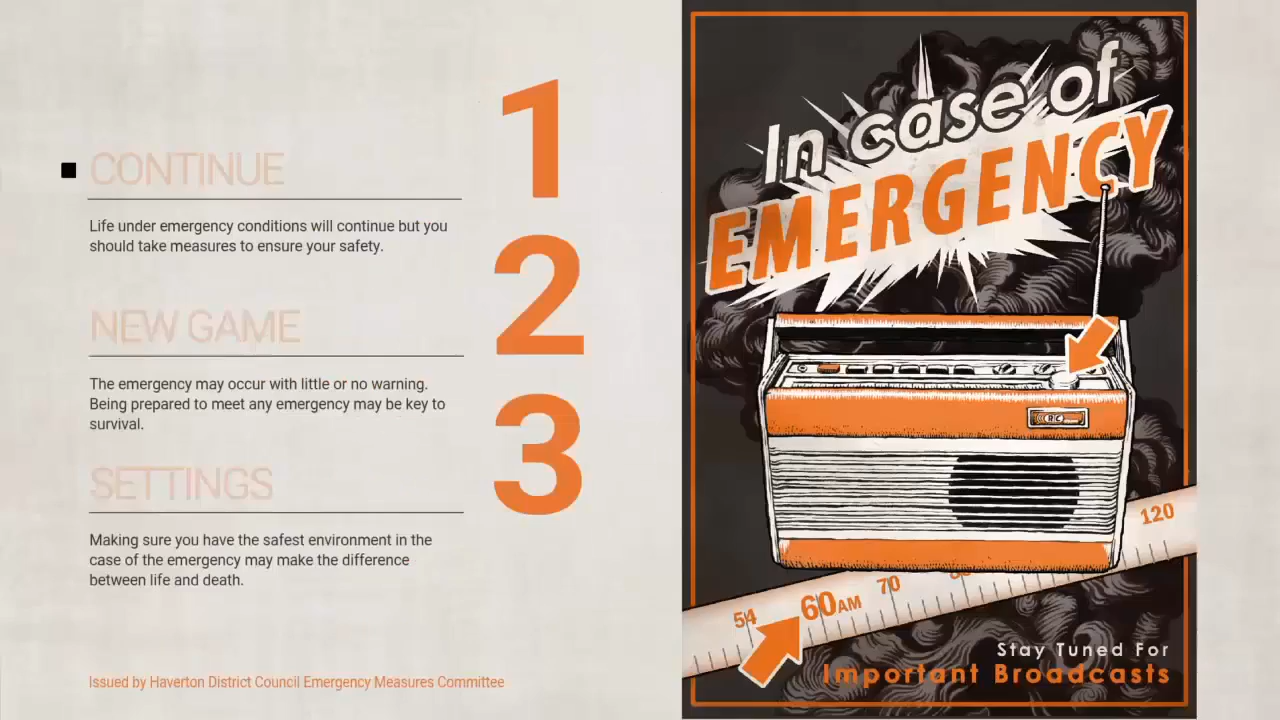 CONTINUE
1
Life under emergency conditions will continue but you
should take measures to ensure your safety.
NEW GAME
2
The emergency may occur with little or no warning.
Being prepared to meet any emergency may be key to
survival.
SETTINGS
3
Making sure you have the safest environment in the
case of the emergency may make the difference
between life and death.
Issued by Haverton District Council Emergency Measures Committee
In case of
EMERGENCY
54 60AM 70 120
Stay Tuned For
Important Broadcasts